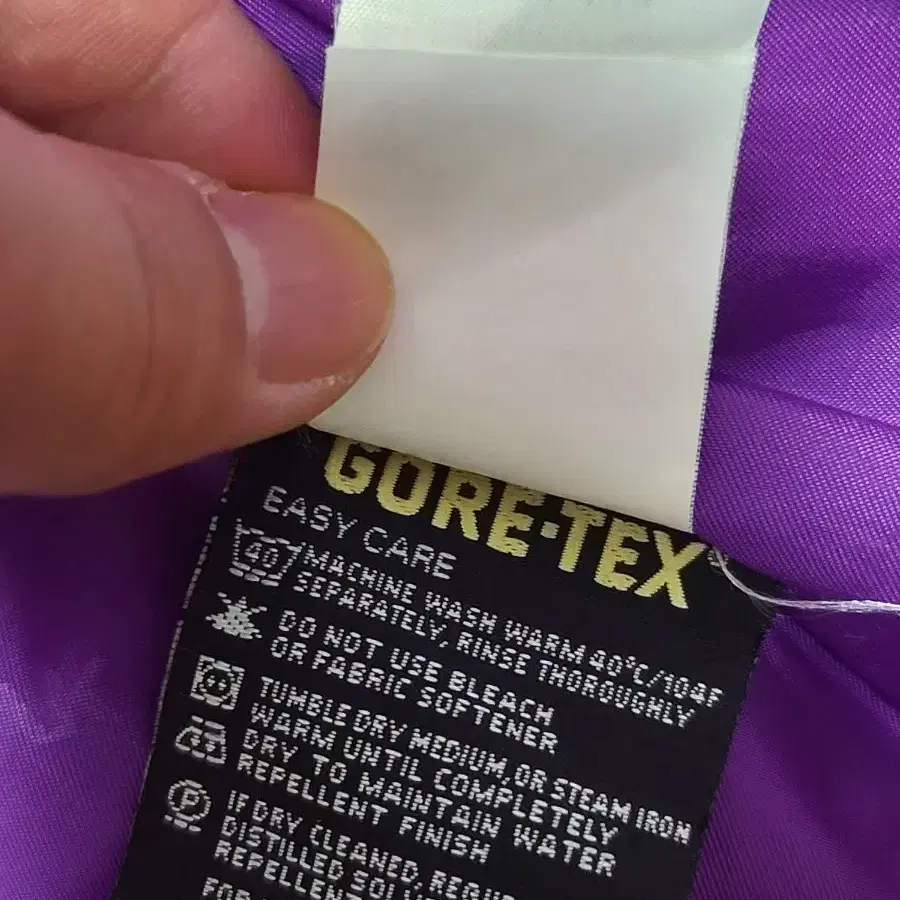 GORE-TEX
EASY CARE
40 MACHINE WASH WARM 40°C/104F
SEPARATELY, RINSE THOROUGHLY
DO NOT USE BLEACH
OR FABRIC SOFTENER
TUMBLE DRY MEDIUM, OR STEAM IRON
WARM UNTIL COMPLETELY
DRY TO MAINTAIN WATER
REPELLENT FINISH
P IF DRY CLEANED,
DISTILLED
REPELLENT
FOR